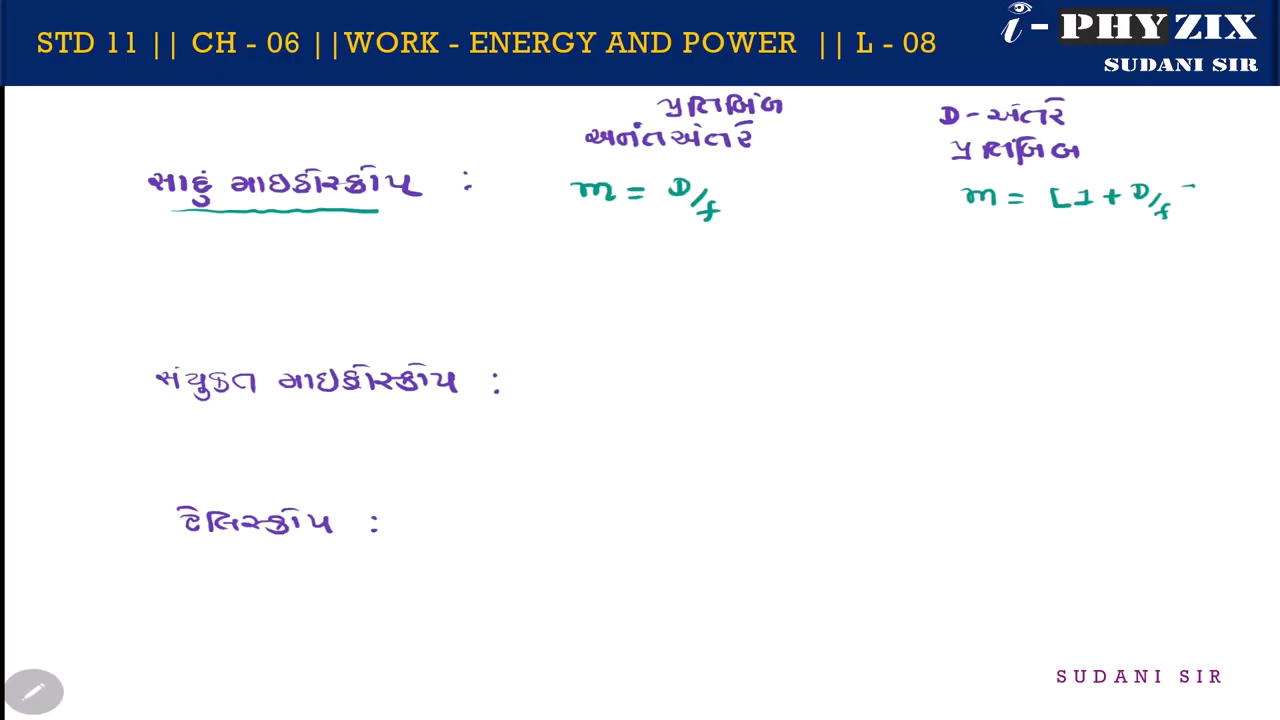 STD 11 || CH - 06 ||WORK - ENERGY AND POWER || L - 08
i-PHYZIX
SUDANI SIR
પ્રતિબિંબ
અનંતઅંતરે
D - અંતરે
પ્રતિબિંબ
સાદું માઇક્રોસ્કોપ :
m = D/f
m = [1 + D/f
સંયુક્ત માઇક્રોસ્કોપ :
ટેલિસ્કોપ :
SUDANI SIR